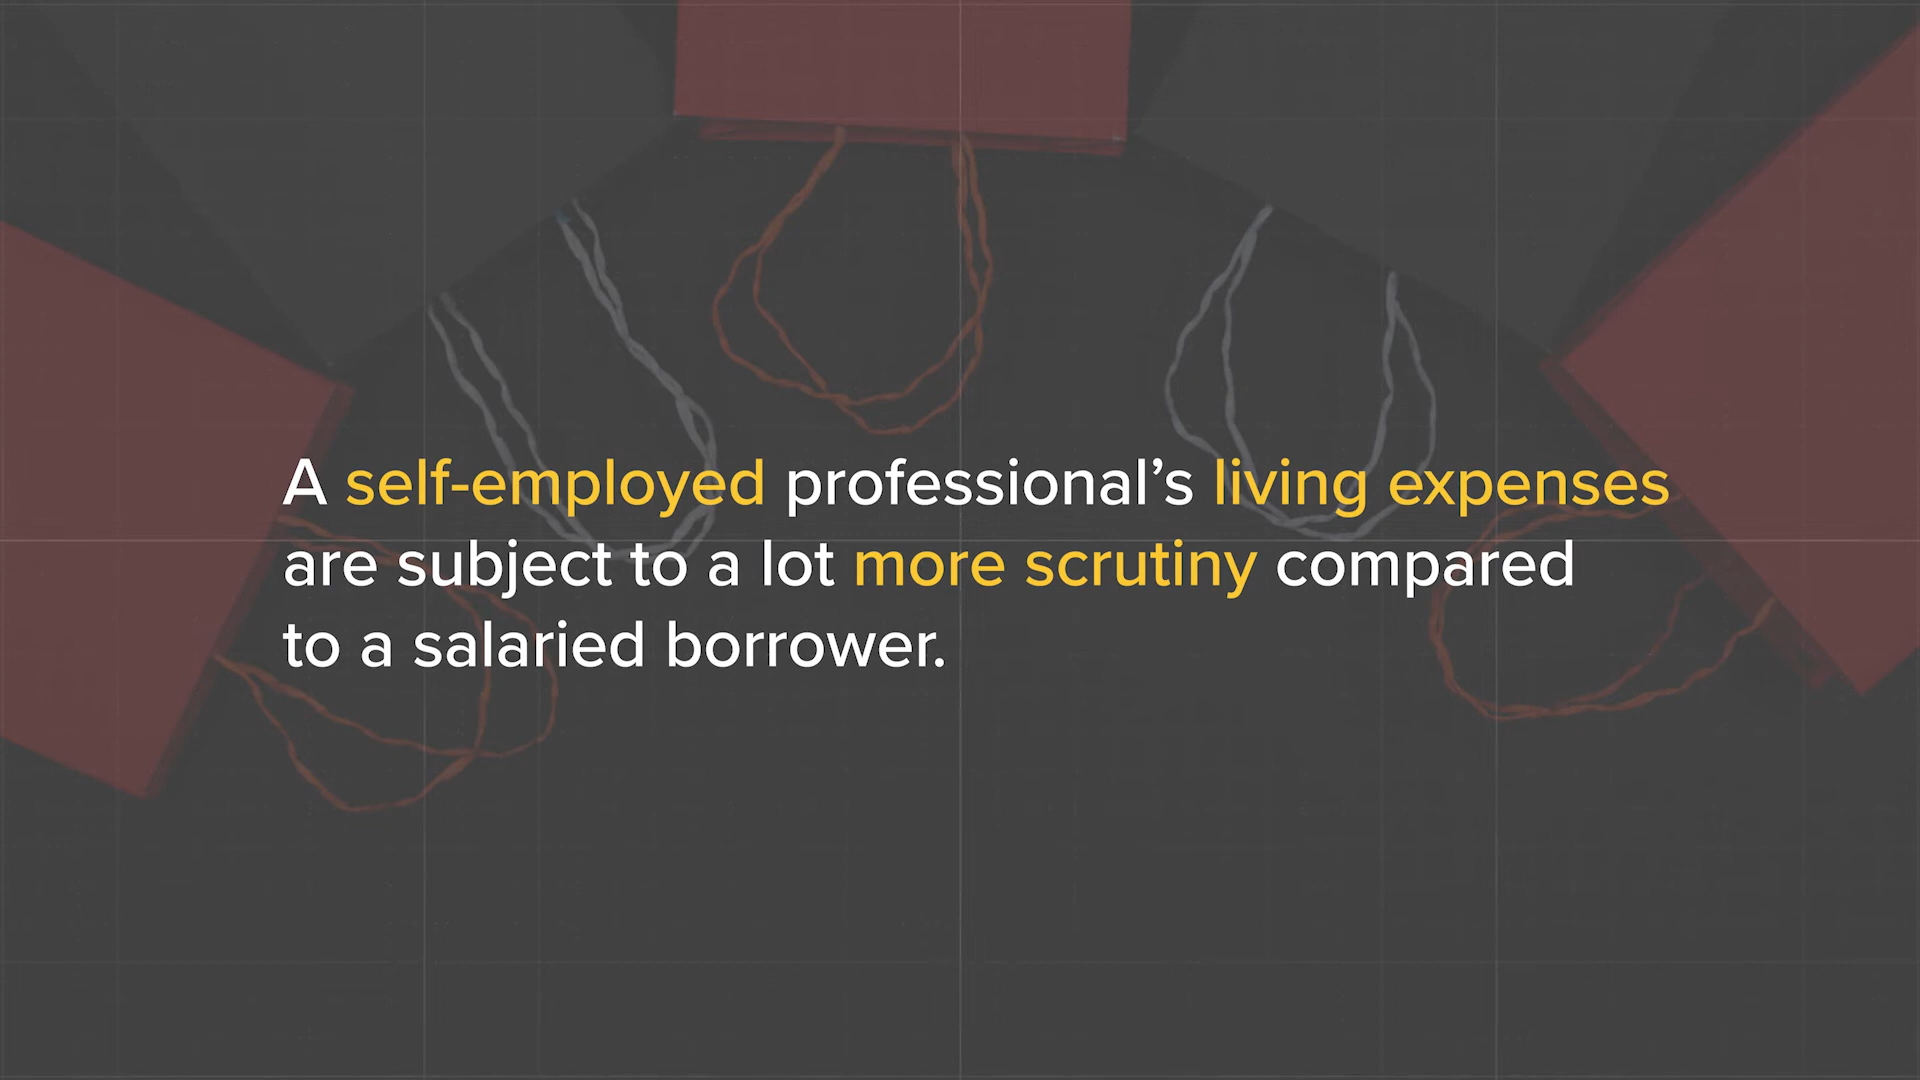 A self-employed professional’s living expenses
are subject to a lot more scrutiny compared
to a salaried borrower.